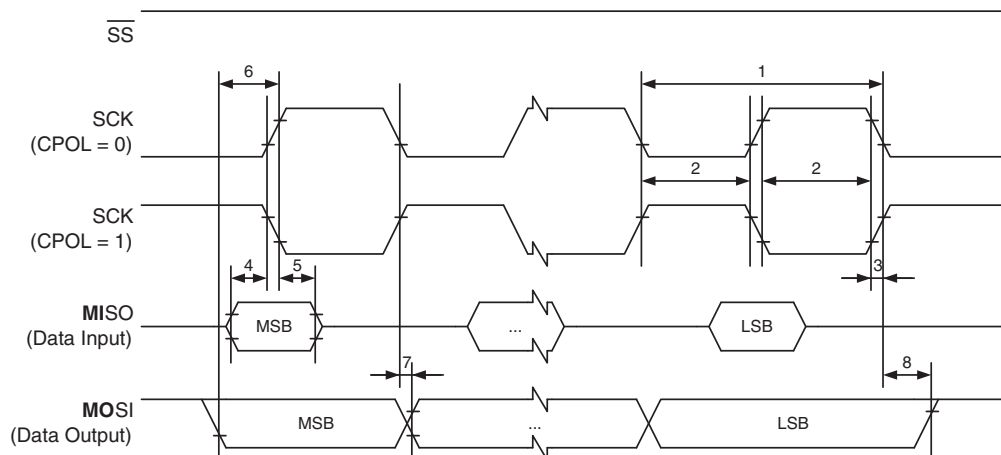 SS
6
1
SCK
(CPOL = 0)
2
2
SCK
(CPOL = 1)
4
5
3
MISO
(Data Input)
MSB
...
LSB
7
8
MOSI
(Data Output)
MSB
...
LSB